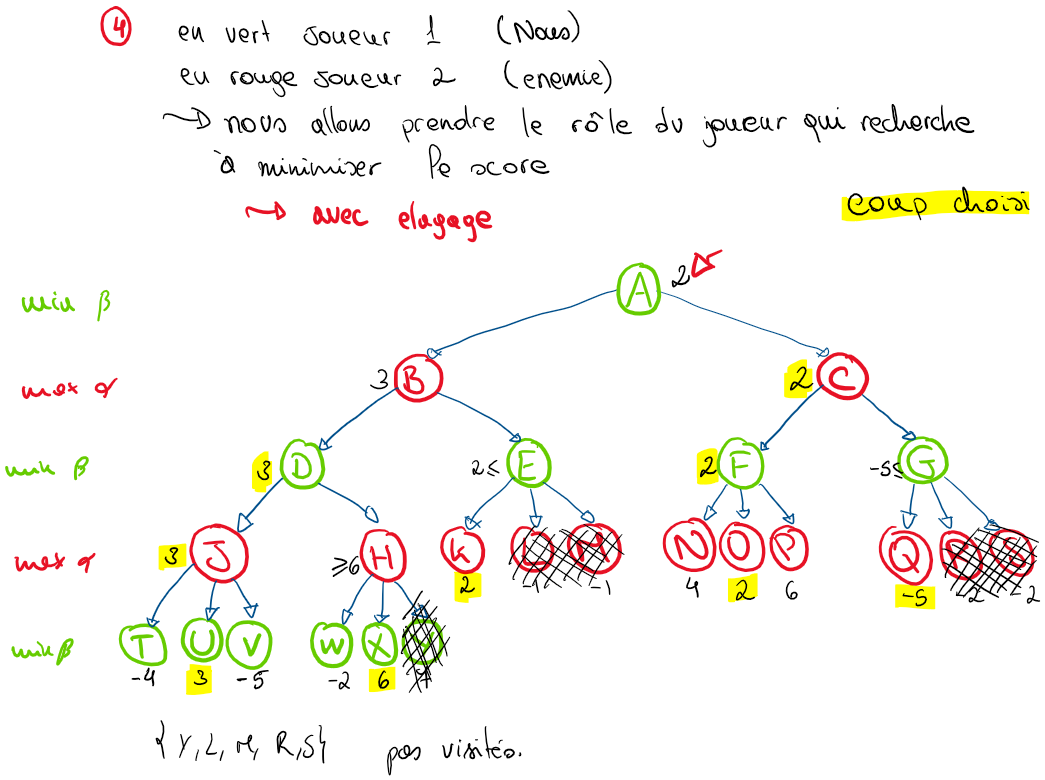 4 en vert Joueur 1 (Nous)
en rouge Joueur 2 (enemie)
nous allons prendre le rôle du joueur qui recherche
à minimiser le score
avec elagage
coup choisi
min β A 2
max α 3 B 2 C
min β 3 D 2≤ E 2 F -5≤ G
max α 3 J ≥6 H K L M N O P Q R S
2 -1 -1 4 2 6 -5 -2 -2
min β T U V W X
-4 3 -5 -2 6
{Y, L, M, R, S} pas visités.